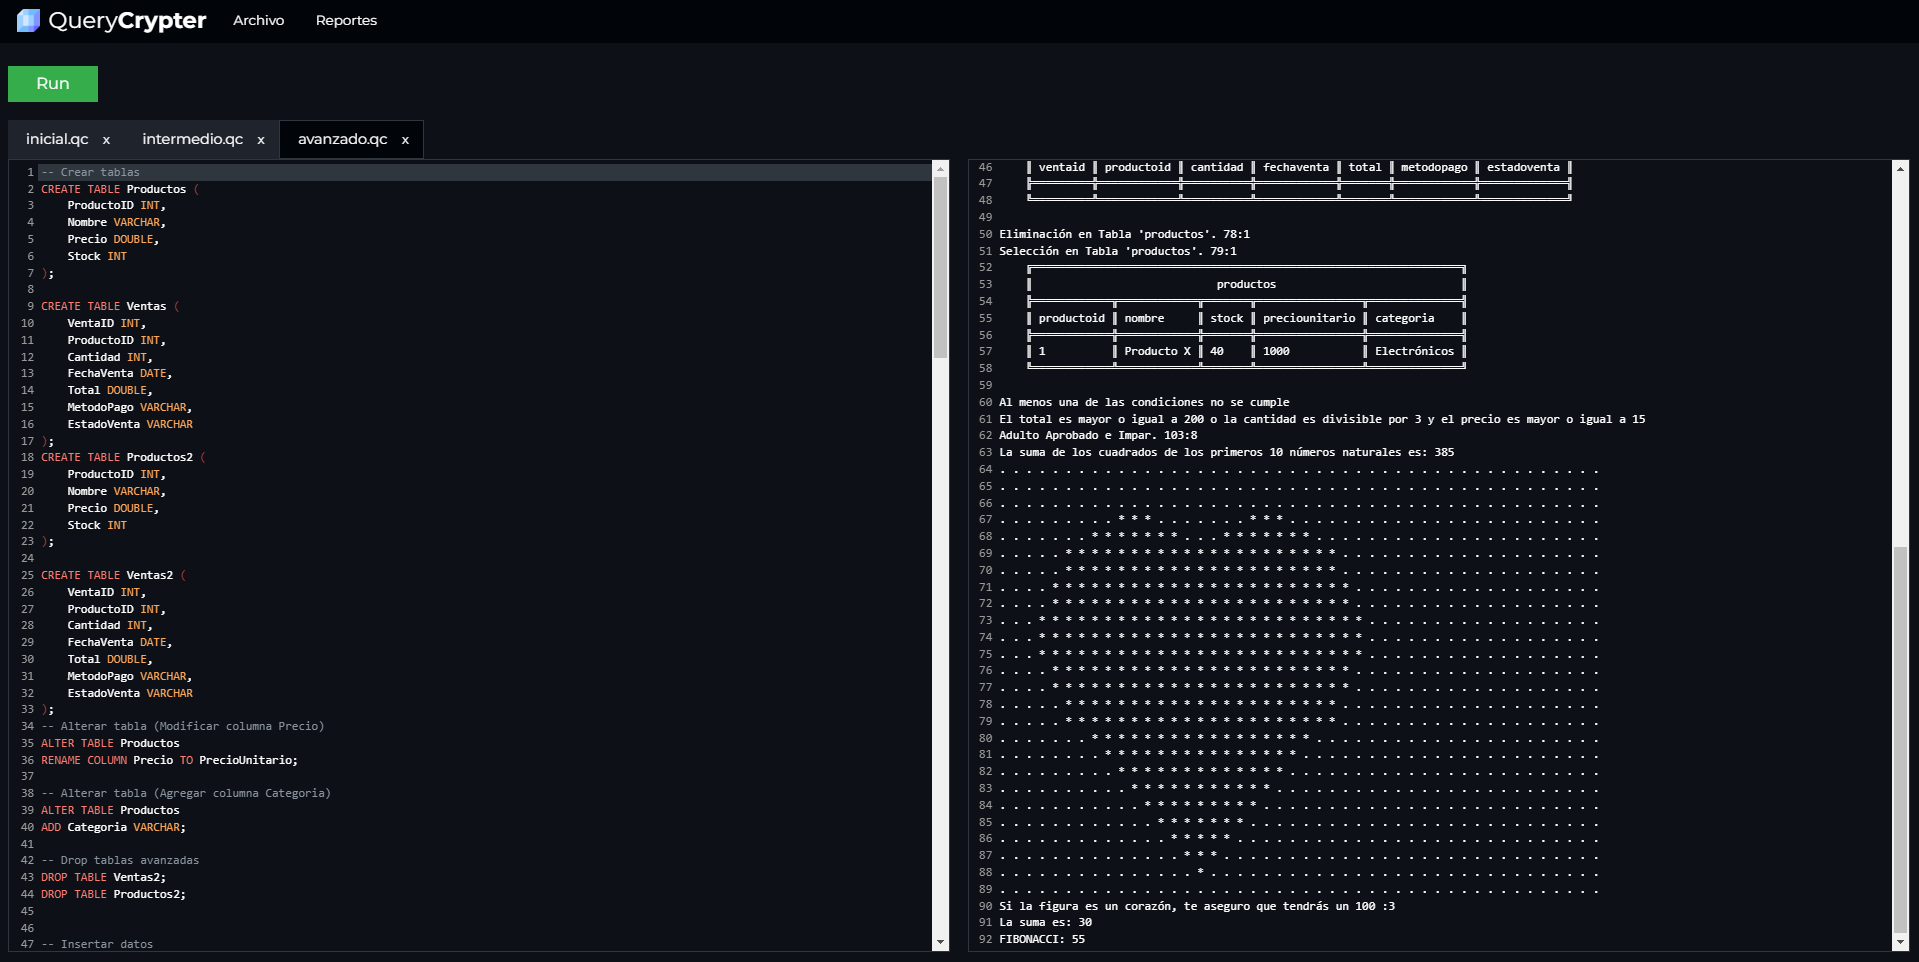 QueryCrypter Archivo Reportes
Run
inicial.qc x intermedio.qc x avanzado.qc x
1 -- Crear tablas
2 CREATE TABLE Productos (
3 ProductoID INT,
4 Nombre VARCHAR,
5 Precio DOUBLE,
6 Stock INT
7 );
8
9 CREATE TABLE Ventas (
10 VentaID INT,
11 ProductoID INT,
12 Cantidad INT,
13 FechaVenta DATE,
14 Total DOUBLE,
15 MetodoPago VARCHAR,
16 EstadoVenta VARCHAR
17 );
18 CREATE TABLE Productos2 (
19 ProductoID INT,
20 Nombre VARCHAR,
21 Precio DOUBLE,
22 Stock INT
23 );
24
25 CREATE TABLE Ventas2 (
26 VentaID INT,
27 ProductoID INT,
28 Cantidad INT,
29 FechaVenta DATE,
30 Total DOUBLE,
31 MetodoPago VARCHAR,
32 EstadoVenta VARCHAR
33 );
34 -- Alterar tabla (Modificar columna Precio)
35 ALTER TABLE Productos
36 RENAME COLUMN Precio TO PrecioUnitario;
37
38 -- Alterar tabla (Agregar columna Categoria)
39 ALTER TABLE Productos
40 ADD Categoria VARCHAR;
41
42 -- Drop tablas avanzadas
43 DROP TABLE Ventas2;
44 DROP TABLE Productos2;
45
46
47 -- Insertar datos
46 ventaid productoid cantidad fechaventa total metodopago estadoventa
47
48
49
50 Eliminación en Tabla 'productos'. 78:1
51 Selección en Tabla 'productos'. 79:1
52
53 productos
54
55 productoid nombre stock preciounitario categoria
56
57 1 Producto X 40 1000 Electrónicos
58
59
60 Al menos una de las condiciones no se cumple
61 El total es mayor o igual a 200 o la cantidad es divisible por 3 y el precio es mayor o igual a 15
62 Adulto Aprobado e Impar. 103:8
63 La suma de los cuadrados de los primeros 10 números naturales es: 385
64
65
66
67
68
69
70
71
72
73
74
75
76
77
78
79
80
81
82
83
84
85
86
87
88
89
90 Si la figura es un corazón, te aseguro que tendrás un 100 :3
91 La suma es: 30
92 FIBONACCI: 55